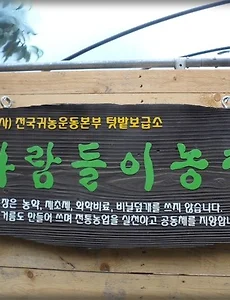 사) 전국귀농운동본부 텃밭보급소
람들이농
장은 농약, 제초제, 화학비료, 비닐덮개를 쓰지 않습니다.
거름도 만들어 쓰며 전통농업을 실천하고 공동체를 지향합니